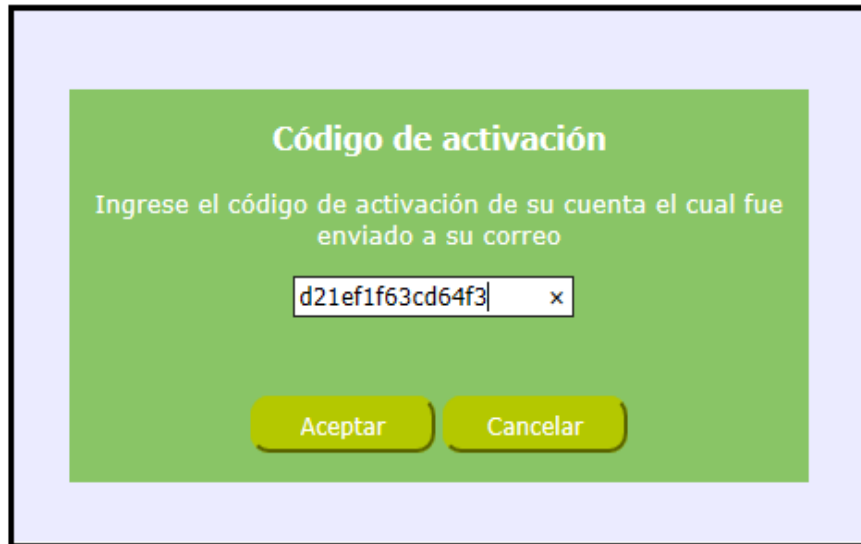 Código de activación
Ingrese el código de activación de su cuenta el cual fue
enviado a su correo
d21ef1f63cd64f3 ×
Aceptar Cancelar